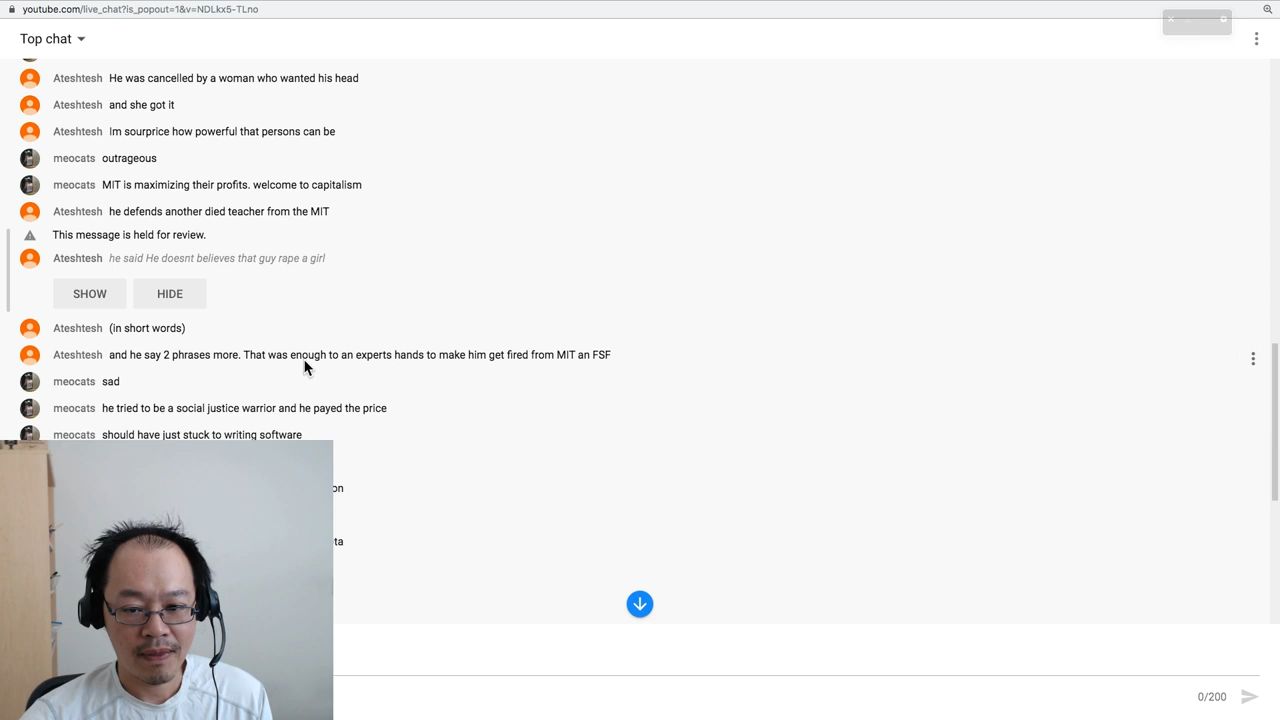 youtube.com/live_chat?is_popout=1&v=NDLkx5-TLno
Top chat
Ateshtesh He was cancelled by a woman who wanted his head
Ateshtesh and she got it
Ateshtesh Im sourprice how powerful that persons can be
meocats outrageous
meocats MIT is maximizing their profits. welcome to capitalism
Ateshtesh he defends another died teacher from the MIT
This message is held for review.
Ateshtesh he said He doesnt believes that guy rape a girl
SHOW HIDE
Ateshtesh (in short words)
Ateshtesh and he say 2 phrases more. That was enough to an experts hands to make him get fired from MIT an FSF
meocats sad
meocats he tried to be a social justice warrior and he payed the price
meocats should have just stuck to writing software
on
ta
0/200